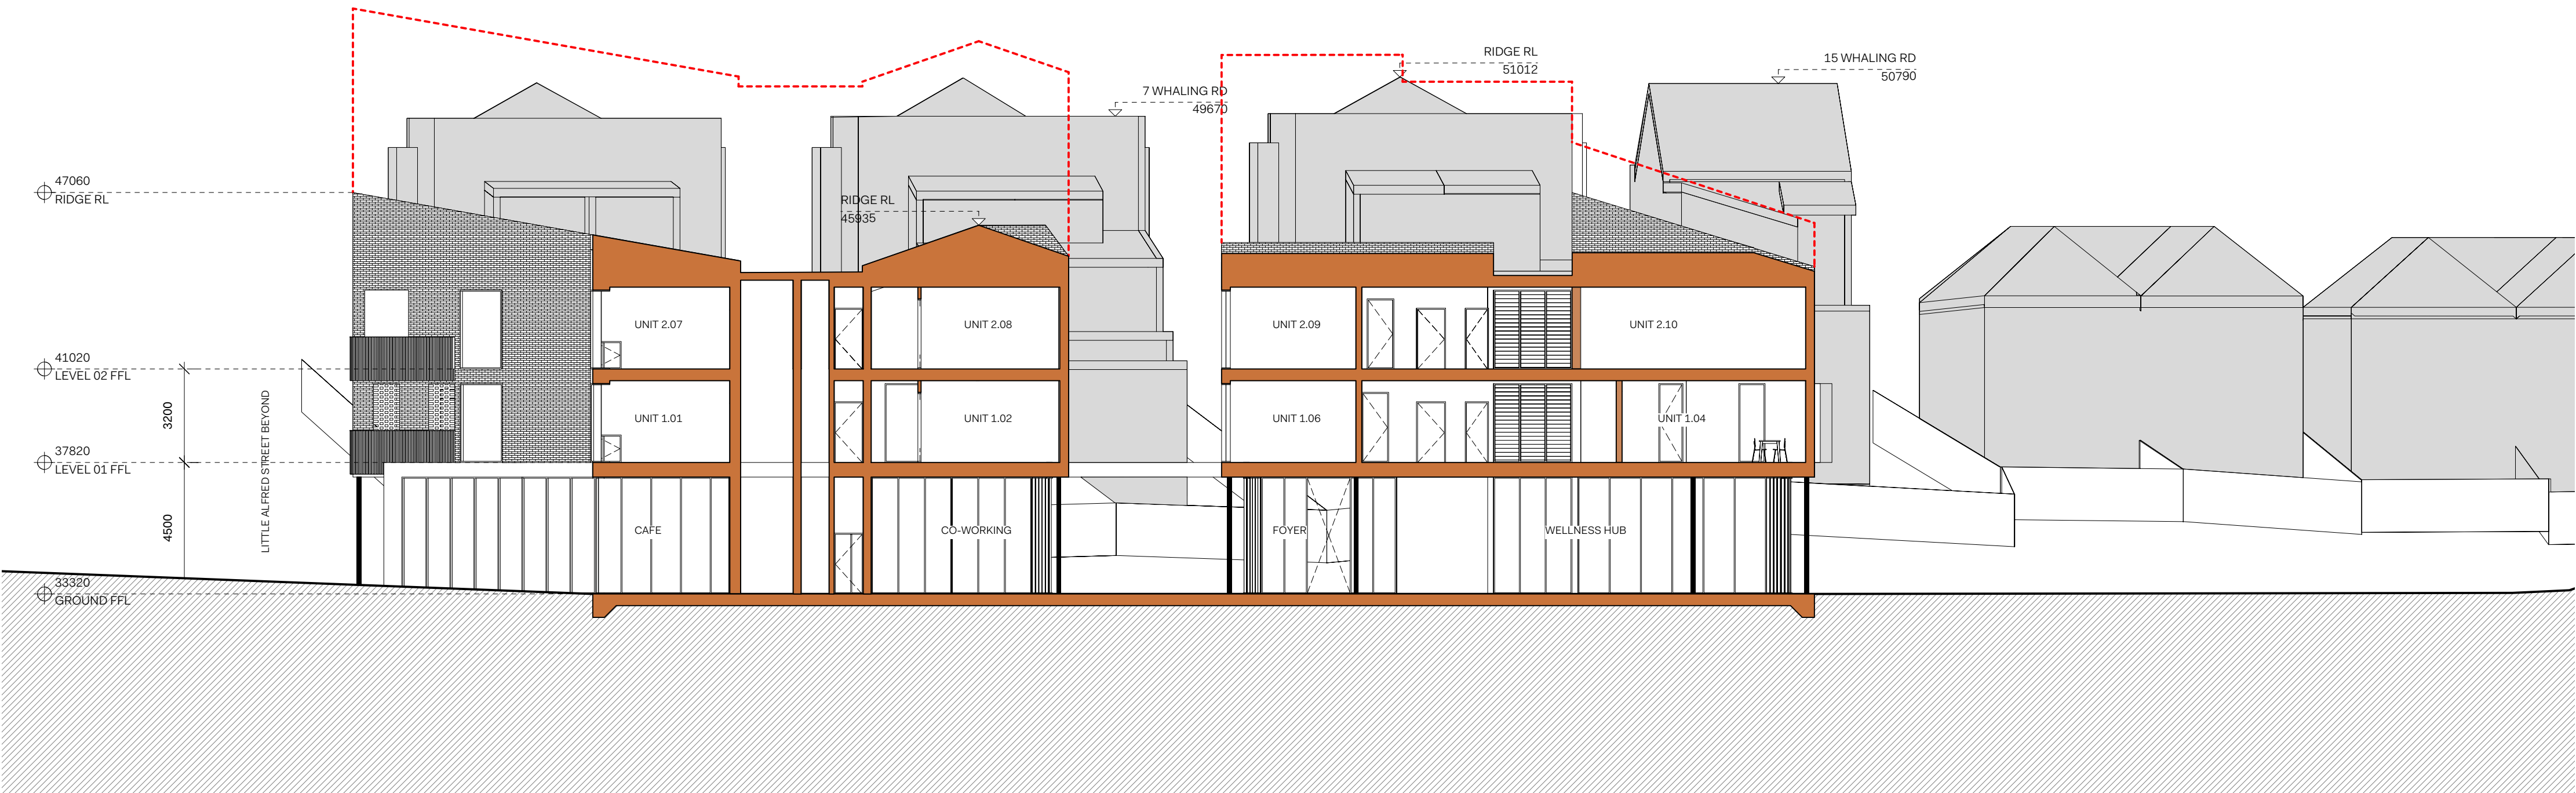 RIDGE RL
51012
15 WHALING RD
50790
7 WHALING RD
49670
47060
RIDGE RL
RIDGE RL
45935
UNIT 2.07
UNIT 2.08
UNIT 2.09
UNIT 2.10
41020
LEVEL 02 FFL
3200
UNIT 1.01
UNIT 1.02
UNIT 1.06
UNIT 1.04
37820
LEVEL 01 FFL
LITTLE ALFRED STREET BEYOND
4500
CAFE
CO-WORKING
FOYER
WELLNESS HUB
33320
GROUND FFL